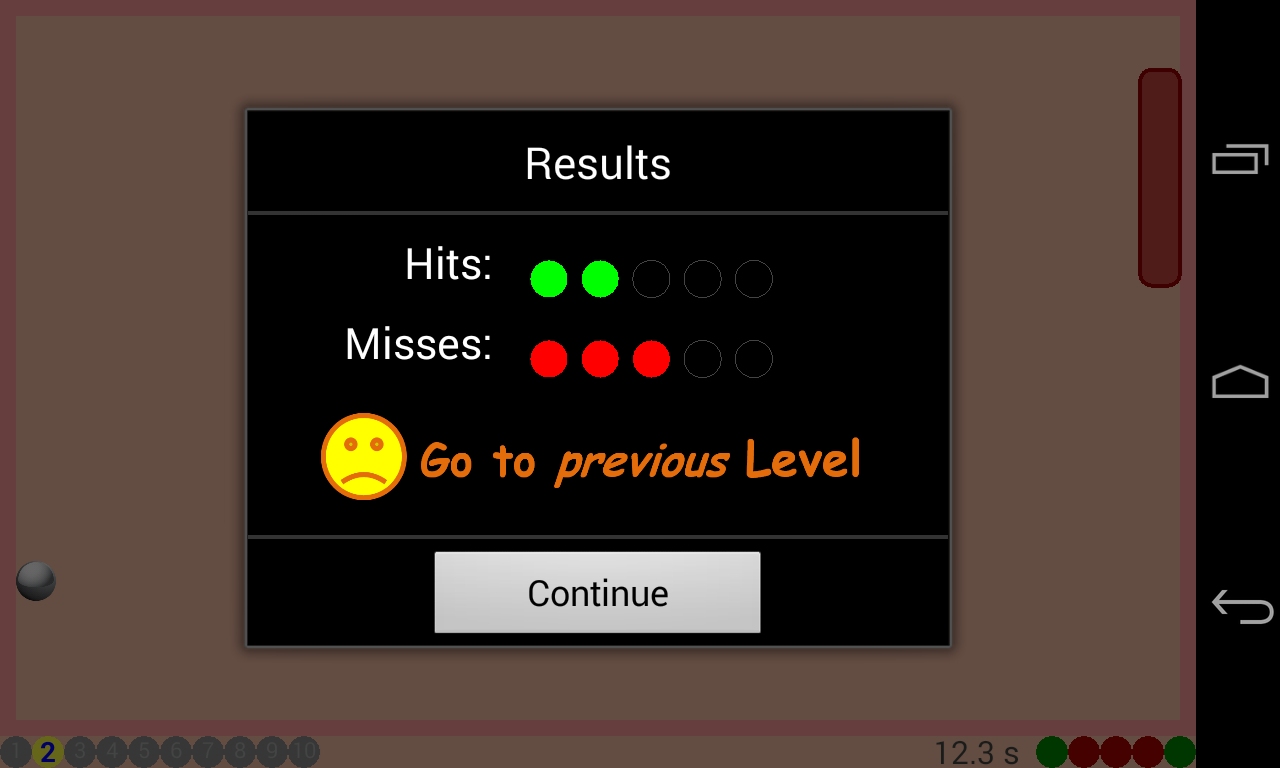 Results
Hits:
Misses:
Go to previous Level
Continue
1 2 3 4 5 6 7 8 9 10
12.3 s